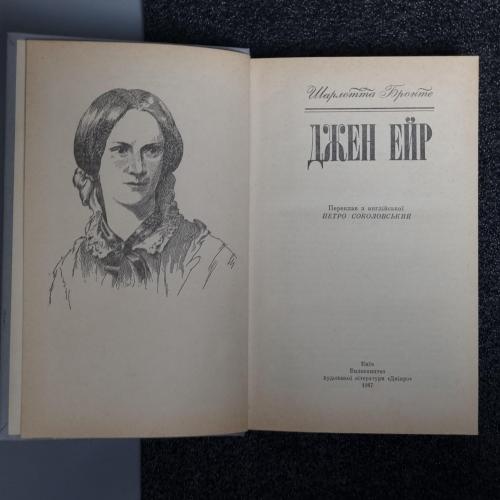 Шарлотта Бронте
ДЖЕН ЕЙР
Переклав з англійської
ПЕТРО СОКОЛОВСЬКИЙ
Київ
Видавництво
художньої літератури «Дніпро»
1987